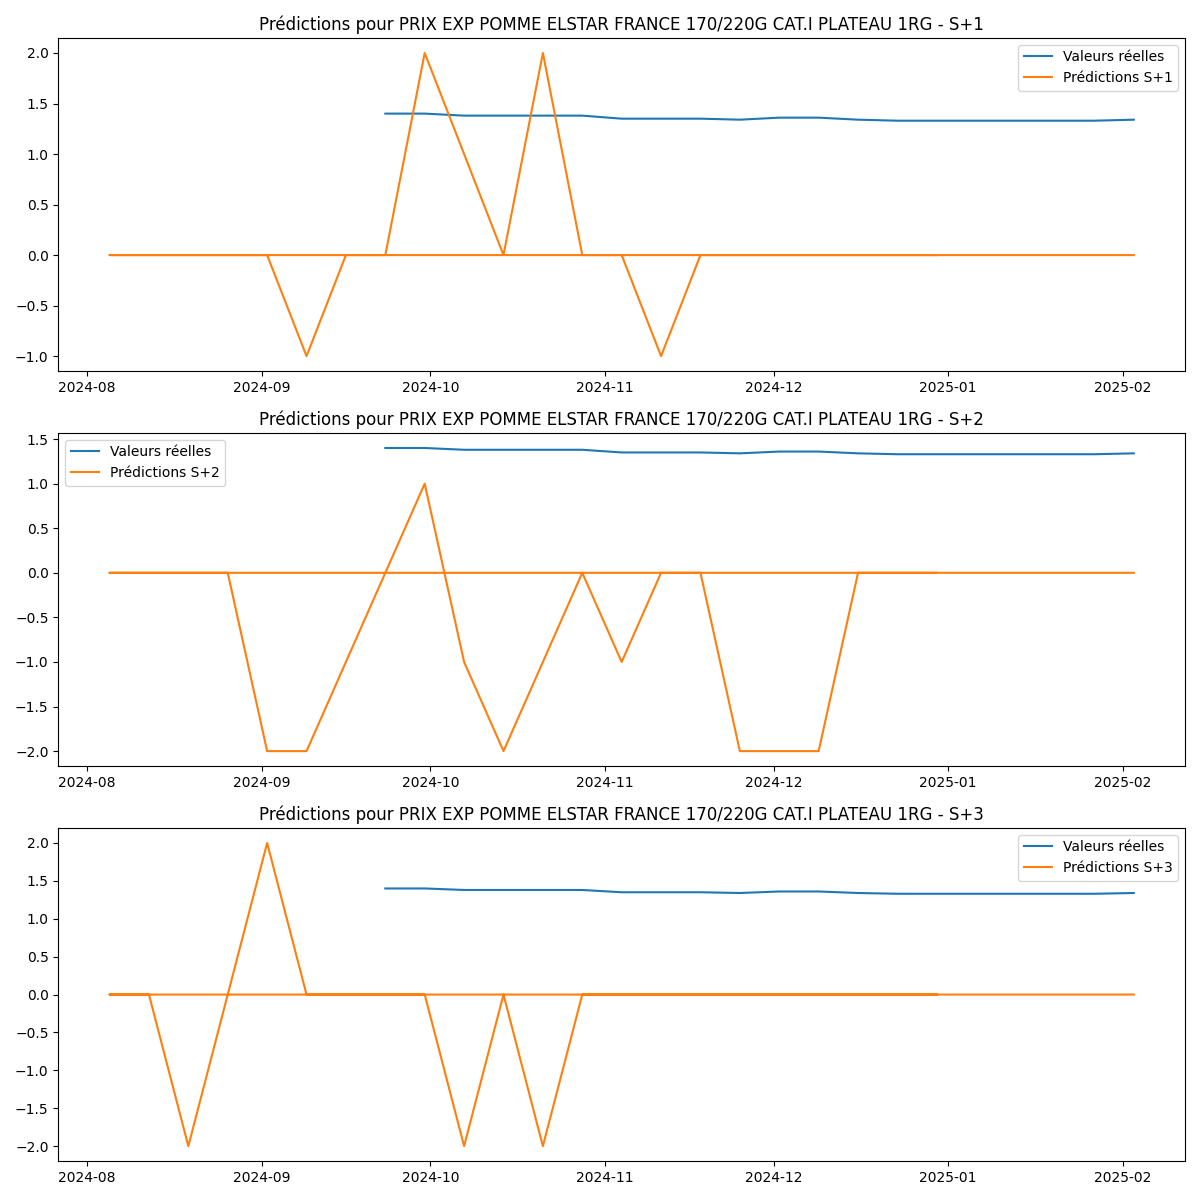 Prédictions pour PRIX EXP POMME ELSTAR FRANCE 170/220G CAT.I PLATEAU 1RG - S+1
2.0
1.5
1.0
0.5
0.0
−0.5
−1.0
Valeurs réelles
Prédictions S+1
2024-08 2024-09 2024-10 2024-11 2024-12 2025-01 2025-02
Prédictions pour PRIX EXP POMME ELSTAR FRANCE 170/220G CAT.I PLATEAU 1RG - S+2
1.5
1.0
0.5
0.0
−0.5
−1.0
−1.5
−2.0
Valeurs réelles
Prédictions S+2
2024-08 2024-09 2024-10 2024-11 2024-12 2025-01 2025-02
Prédictions pour PRIX EXP POMME ELSTAR FRANCE 170/220G CAT.I PLATEAU 1RG - S+3
2.0
1.5
1.0
0.5
0.0
−0.5
−1.0
−1.5
−2.0
Valeurs réelles
Prédictions S+3
2024-08 2024-09 2024-10 2024-11 2024-12 2025-01 2025-02